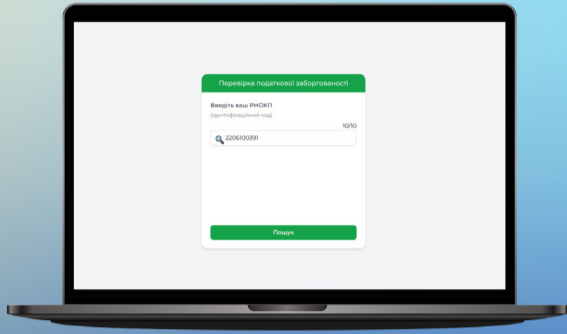 Перевірка податкової заборгованості
Введіть ваш РНОКП
(ідентифікаційний код)
10/10
2206100391
Пошук